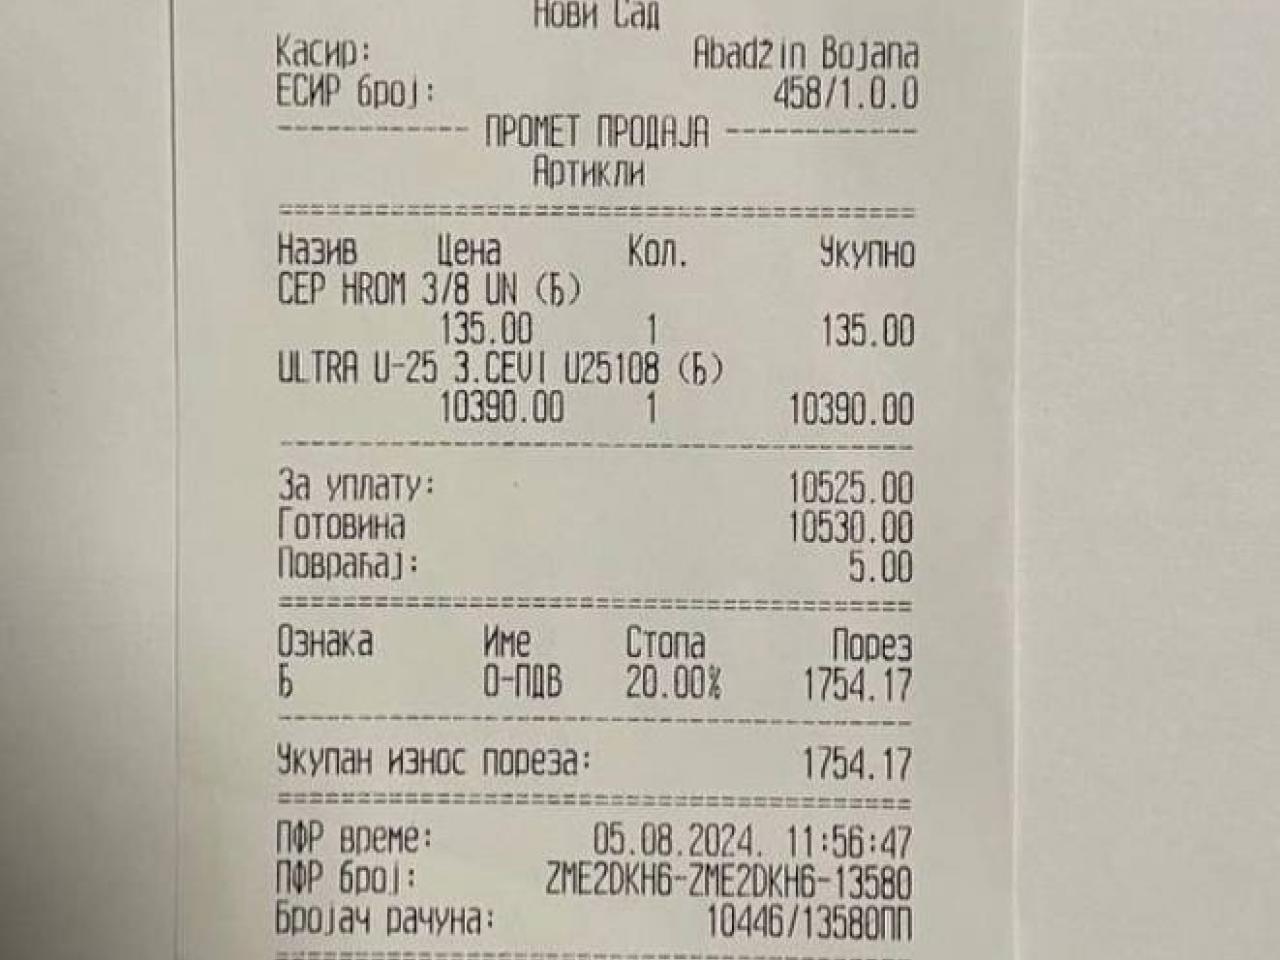 Нови Сад
Касир: Abadžin Bojana
ЕСИР број: 458/1.0.0
------------ ПРОМЕТ ПРОДАЈА ------------
Артикли
========================================
Назив Цена Кол. Укупно
CEP HROM 3/8 UN (Ђ)
135.00 1 135.00
ULTRA U-25 3.CEVI U25108 (Ђ)
10390.00 1 10390.00
----------------------------------------
За уплату: 10525.00
Готовина 10530.00
Повраћај: 5.00
========================================
Ознака Име Стопа Порез
Ђ О-ПДВ 20.00% 1754.17
----------------------------------------
Укупан износ пореза: 1754.17
========================================
ПФР време: 05.08.2024. 11:56:47
ПФР број: ZME2DKH6-ZME2DKH6-13580
Бројач рачуна: 10446/13580ПП
========================================